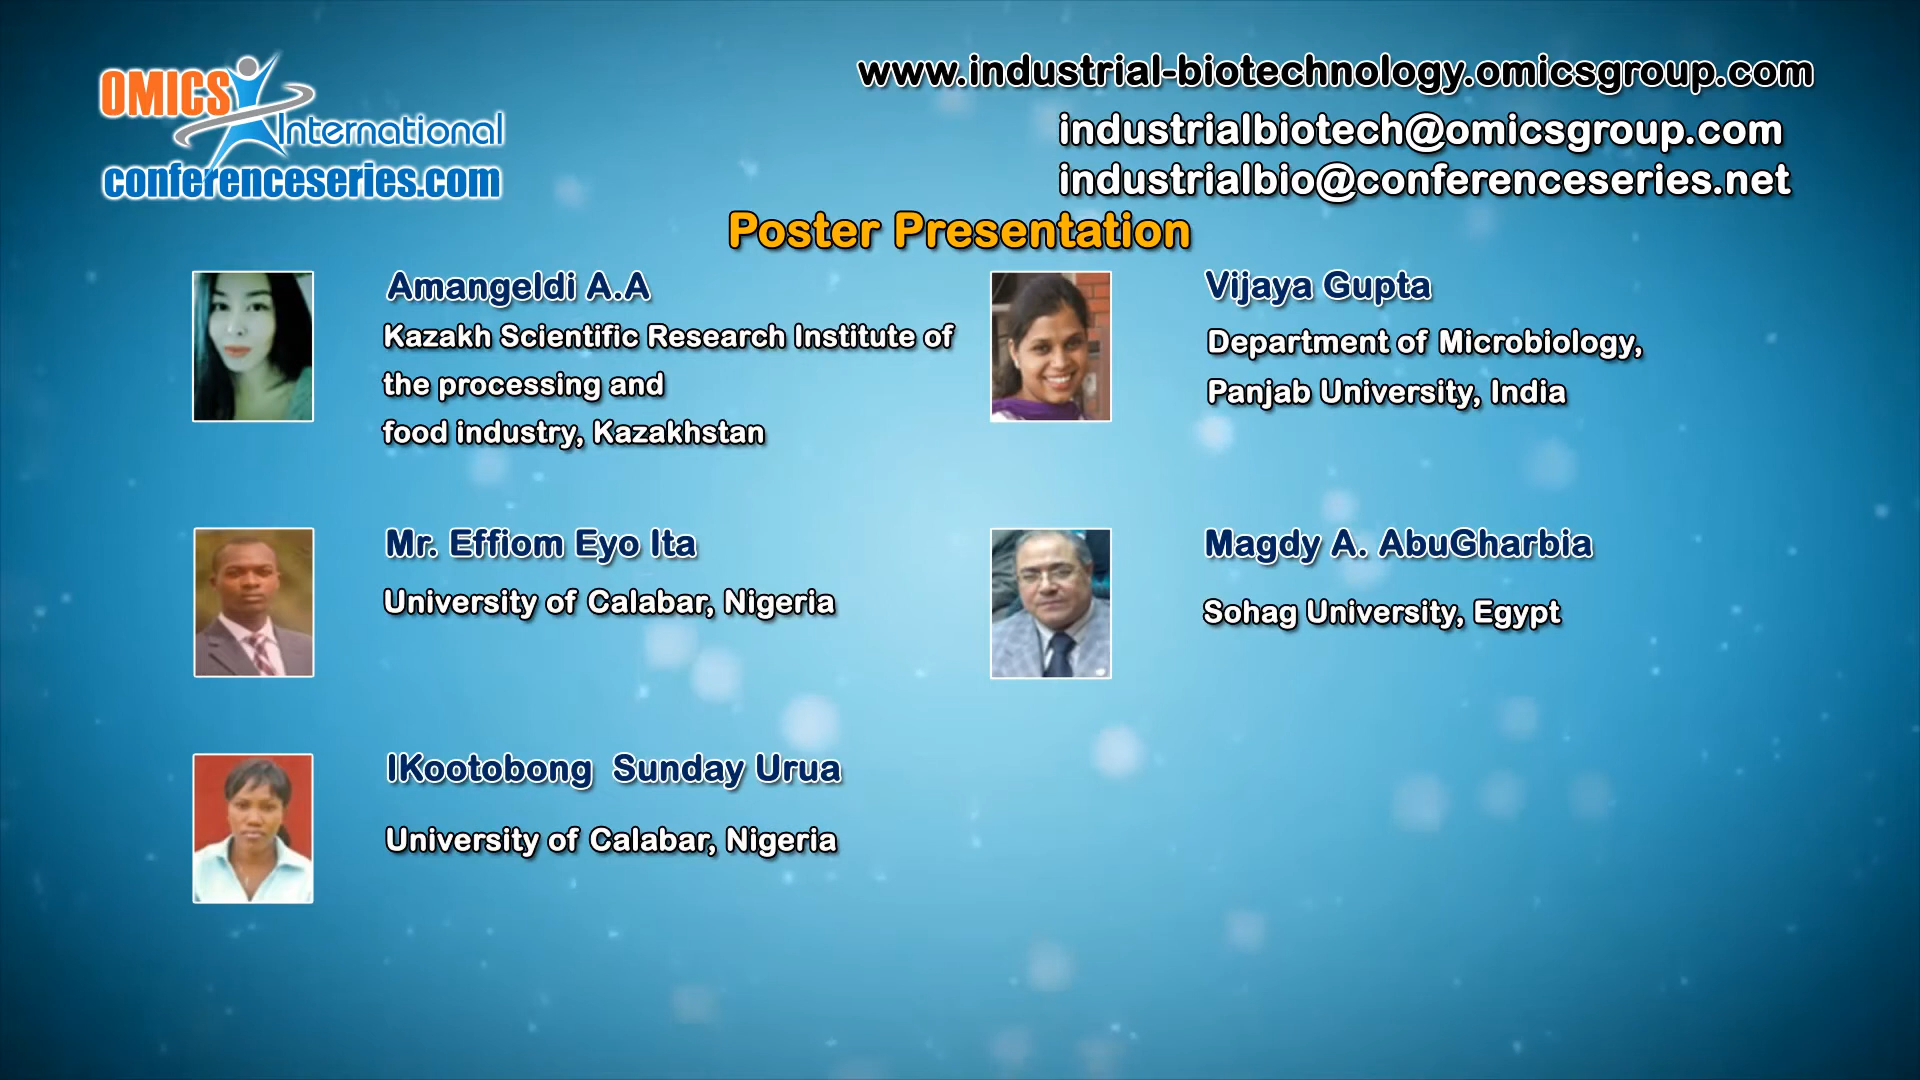 OMICS
International
conferenceseries.com
www.industrial-biotechnology.omicsgroup.com
industrialbiotech@omicsgroup.com
industrialbio@conferenceseries.net
Poster Presentation
Amangeldi A.A
Kazakh Scientific Research Institute of
the processing and
food industry, Kazakhstan
Vijaya Gupta
Department of Microbiology,
Panjab University, India
Mr. Effiom Eyo Ita
University of Calabar, Nigeria
Magdy A. AbuGharbia
Sohag University, Egypt
IKootobong  Sunday Urua
University of Calabar, Nigeria